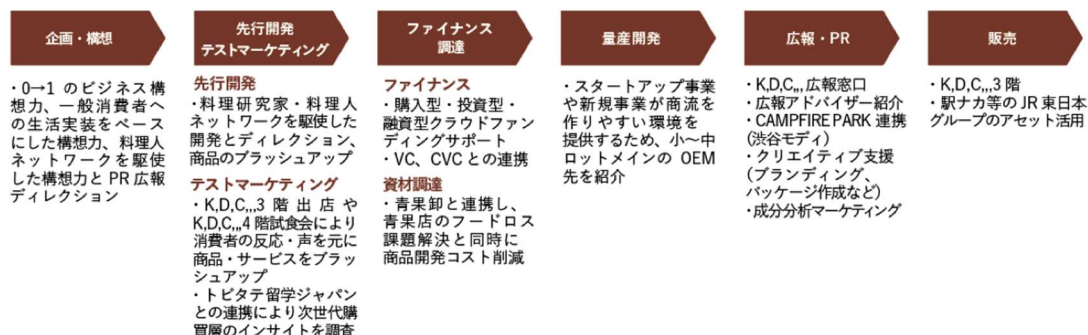 企画・構想
・0→1 のビジネス構
想力、一般消費者へ
の生活実装をベース
にした構想力、料理人
ネットワークを駆使
した構想力と PR 広報
ディレクション
先行開発
テストマーケティング
先行開発
・料理研究家・料理人
ネットワークを駆使した
開発とディレクション、
商品のブラッシュアップ
テストマーケティング
・K,D,C,,,3 階 出 店 や
K,D,C,,,4 階試食会により
消費者の反応・声を元に
商品・サービスをブラッ
シュアップ
・トビタテ留学ジャパン
との連携により次世代購
買層のインサイトを調査
ファイナンス
調達
ファイナンス
・購入型・投資型・
融資型クラウドファン
ディングサポート
・VC、CVC との連携
資材調達
・青果卸と連携し、
青果店のフードロス
課題解決と同時に
商品開発コスト削減
量産開発
・スタートアップ事業
や新規事業が商流を
作りやすい環境を
提供するため、小〜中
ロットメインの OEM
先を紹介
広報・PR
・K,D,C,,, 広報窓口
・広報アドバイザー紹介
・CAMPFIRE PARK 連携
(渋谷モディ)
・クリエイティブ支援
(ブランディング、
パッケージ作成など)
・成分分析マーケティング
販売
・K,D,C,,,3 階
・駅ナカ等の JR 東日本
グループのアセット活用